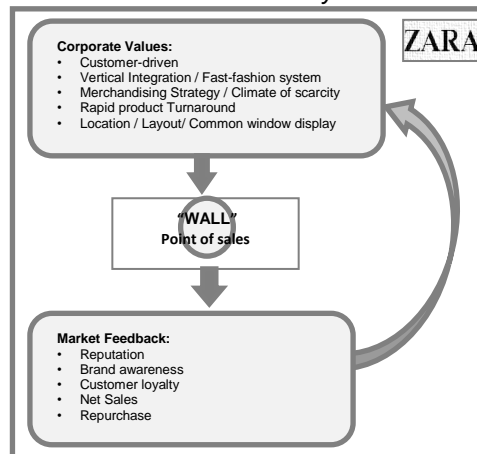 ZARA
Corporate Values:
• Customer-driven
• Vertical Integration / Fast-fashion system
• Merchandising Strategy / Climate of scarcity
• Rapid product Turnaround
• Location / Layout/ Common window display
“WALL”
Point of sales
Market Feedback:
• Reputation
• Brand awareness
• Customer loyalty
• Net Sales
• Repurchase